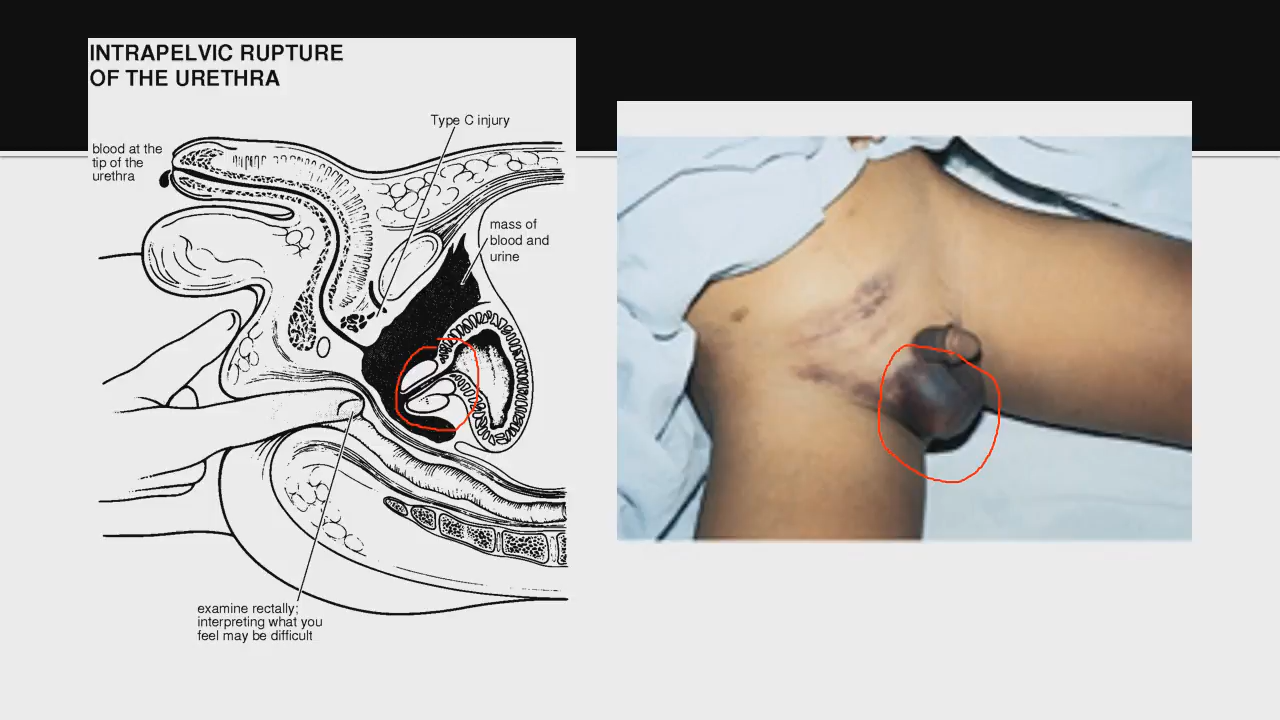 INTRAPELVIC RUPTURE
OF THE URETHRA
Type C injury
blood at the
tip of the
urethra
mass of
blood and
urine
examine rectally;
interpreting what you
feel may be difficult